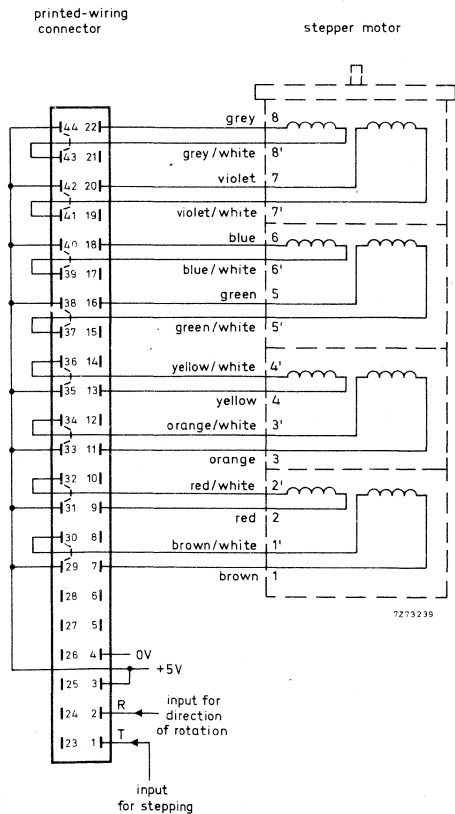 printed-wiring
connector
stepper motor
44 22 grey 8
43 21 grey/white 8'
42 20 violet 7
41 19 violet/white 7'
40 18 blue 6
39 17 blue/white 6'
38 16 green 5
37 15 green/white 5'
36 14 yellow/white 4'
35 13 yellow 4
34 12 orange/white 3'
33 11 orange 3
32 10 red/white 2'
31 9 red 2
30 8 brown/white 1'
29 7 brown 1
28 6
27 5
7Z73239
26 4 0V
+5V
25 3
24 2 R input for
direction
of rotation
23 1 T
input
for stepping